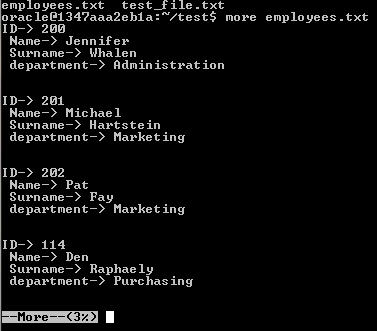 employees.txt  test_file.txt
oracle@1347aaa2eb1a:~/test$ more employees.txt
ID-> 200
 Name-> Jennifer
 Surname-> Whalen
 department-> Administration
ID-> 201
 Name-> Michael
 Surname-> Hartstein
 department-> Marketing
ID-> 202
 Name-> Pat
 Surname-> Fay
 department-> Marketing
ID-> 114
 Name-> Den
 Surname-> Raphaely
 department-> Purchasing
--More--(3%)